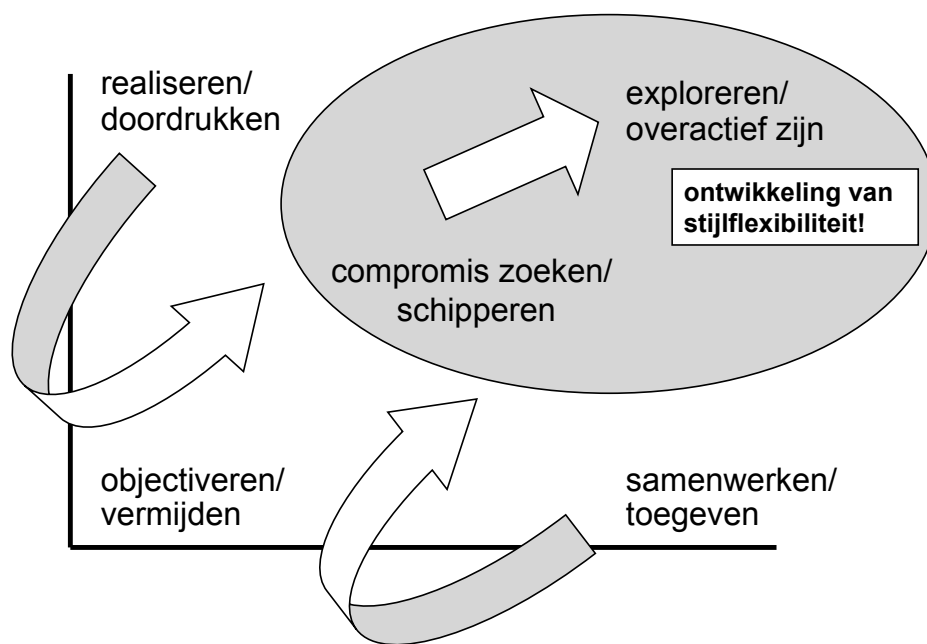 realiseren/
doordrukken
exploreren/
overactief zijn
ontwikkeling van
stijlflexibiliteit!
compromis zoeken/
schipperen
objectiveren/
vermijden
samenwerken/
toegeven